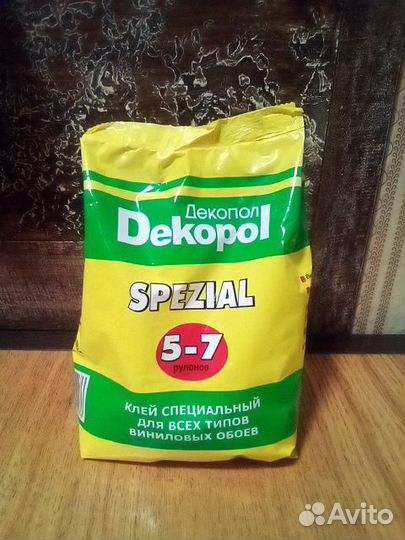 Декопол
Dekopol
SPEZIAL
5-7
рулонов
КЛЕЙ СПЕЦИАЛЬНЫЙ
ДЛЯ ВСЕХ ТИПОВ
ВИНИЛОВЫХ ОБОЕВ
Avito